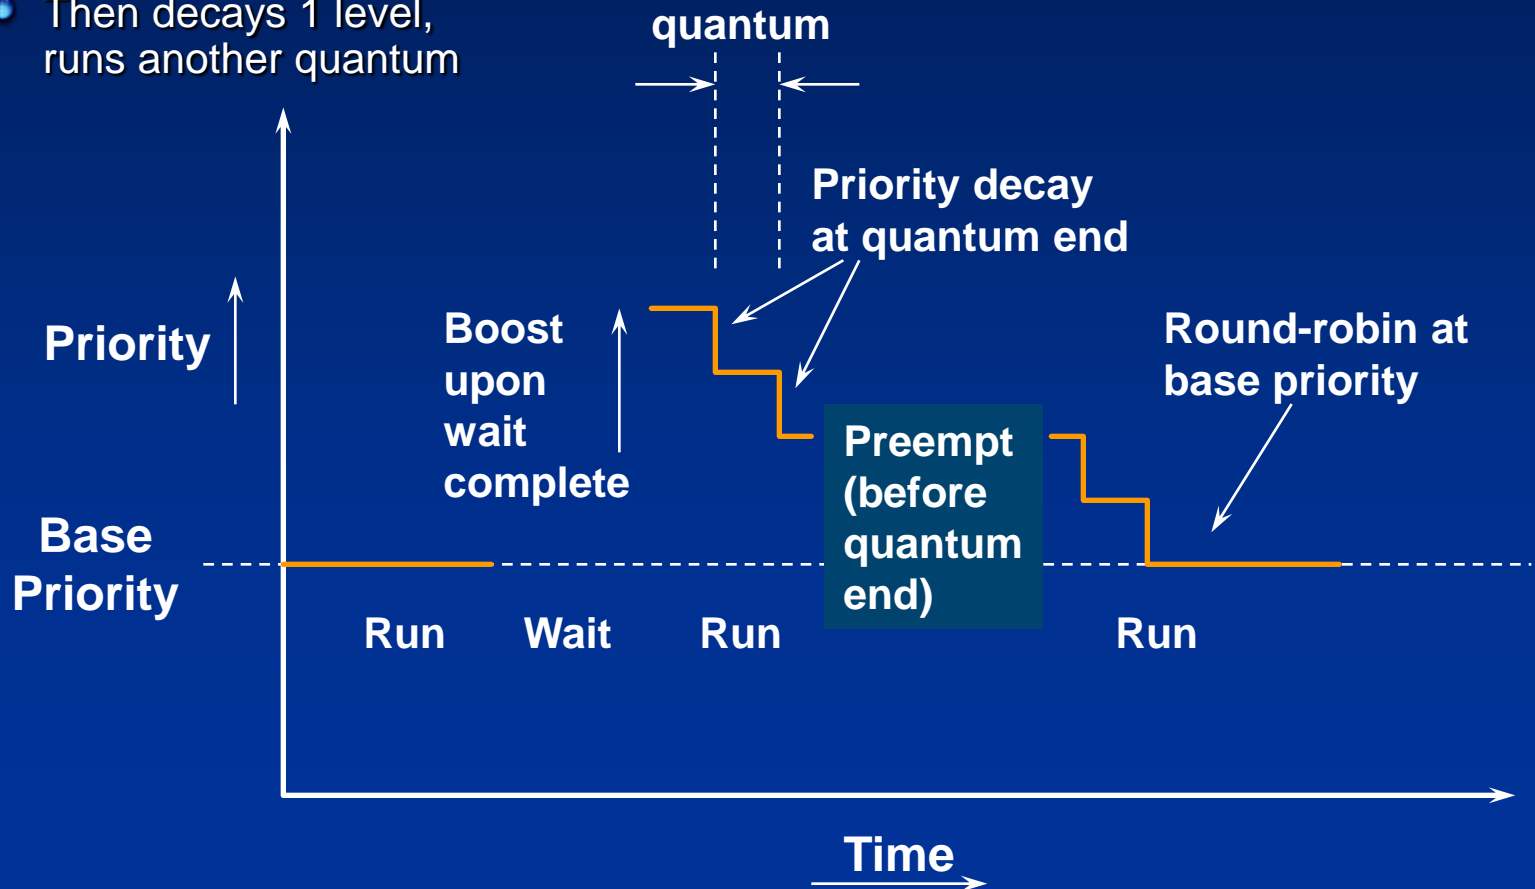 Then decays 1 level,
runs another quantum
quantum
Priority decay
at quantum end
Priority
Boost
upon
wait
complete
Round-robin at
base priority
Preempt
(before
quantum
end)
Base
Priority
Run
Wait
Run
Run
Time